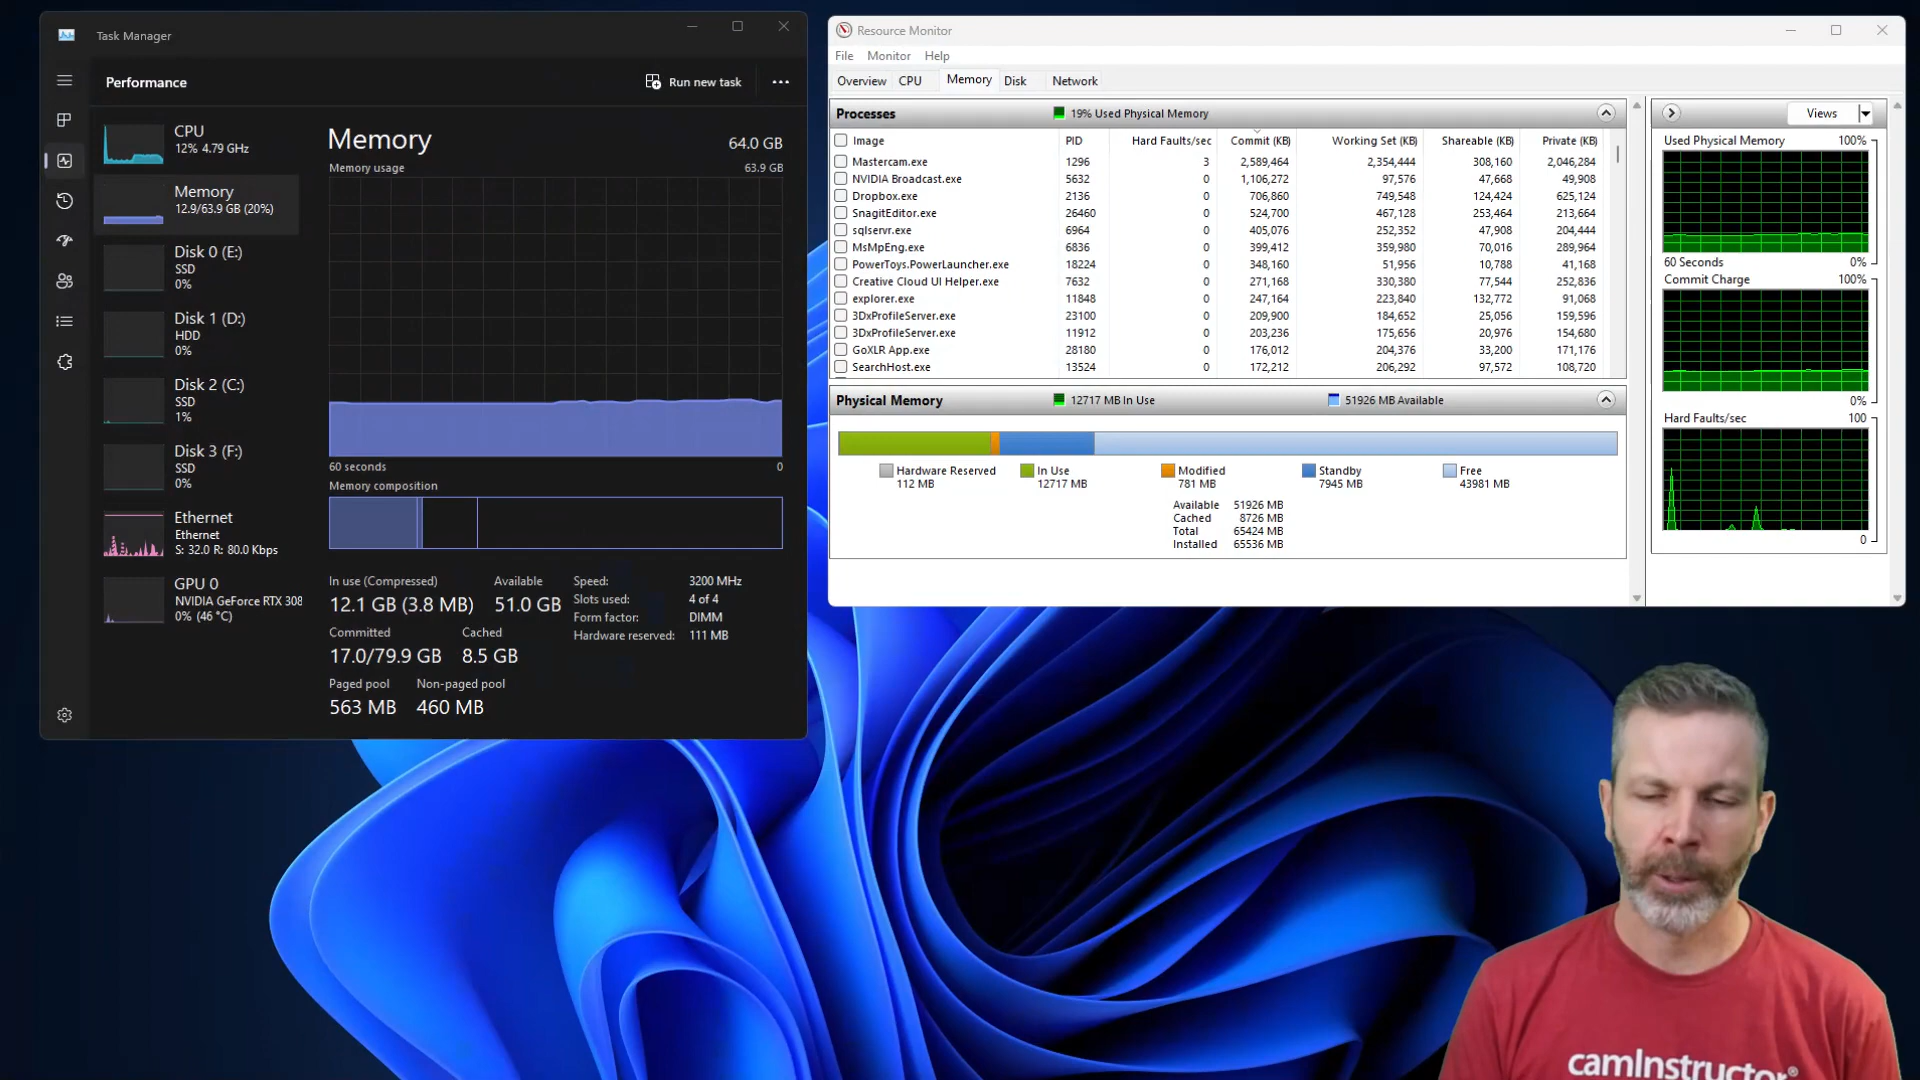 Task Manager
Performance
Run new task
CPU
12% 4.79 GHz
Memory
12.9/63.9 GB (20%)
Disk 0 (E:)
SSD
0%
Disk 1 (D:)
HDD
0%
Disk 2 (C:)
SSD
1%
Disk 3 (F:)
SSD
0%
Ethernet
Ethernet
S: 32.0 R: 80.0 Kbps
GPU 0
NVIDIA GeForce RTX 308
0% (46 °C)
Memory 64.0 GB
Memory usage 63.9 GB
60 seconds 0
Memory composition
In use (Compressed) Available
12.1 GB (3.8 MB) 51.0 GB
Committed Cached
17.0/79.9 GB 8.5 GB
Paged pool Non-paged pool
563 MB 460 MB
Speed: 3200 MHz
Slots used: 4 of 4
Form factor: DIMM
Hardware reserved: 111 MB
Resource Monitor
File Monitor Help
Overview CPU Memory Disk Network
Processes 19% Used Physical Memory
Image PID Hard Faults/sec Commit (KB) Working Set (KB) Shareable (KB) Private (KB)
Mastercam.exe 1296 3 2,589,464 2,354,444 308,160 2,046,284
NVIDIA Broadcast.exe 5632 0 1,106,272 97,576 47,668 49,908
Dropbox.exe 2136 0 706,860 749,548 124,424 625,124
SnagitEditor.exe 26460 0 524,700 467,128 253,464 213,664
sqlservr.exe 6964 0 405,076 252,352 47,908 204,444
MsMpEng.exe 6836 0 399,412 359,980 70,016 289,964
PowerToys.PowerLauncher.exe 18224 0 348,160 51,956 10,788 41,168
Creative Cloud UI Helper.exe 7632 0 271,168 330,380 77,544 252,836
explorer.exe 11848 0 247,164 223,840 132,772 91,068
3DxProfileServer.exe 23100 0 209,900 184,652 25,056 159,596
3DxProfileServer.exe 11912 0 203,236 175,656 20,976 154,680
GoXLR App.exe 28180 0 176,012 204,376 33,200 171,176
SearchHost.exe 13524 0 172,212 206,292 97,572 108,720
Physical Memory 12717 MB In Use 51926 MB Available
Hardware Reserved In Use Modified Standby Free
112 MB 12717 MB 781 MB 7945 MB 43981 MB
Available 51926 MB
Cached 8726 MB
Total 65424 MB
Installed 65536 MB
Views
Used Physical Memory 100%
60 Seconds 0%
Commit Charge 100%
0%
Hard Faults/sec 100
0
camInstructor®